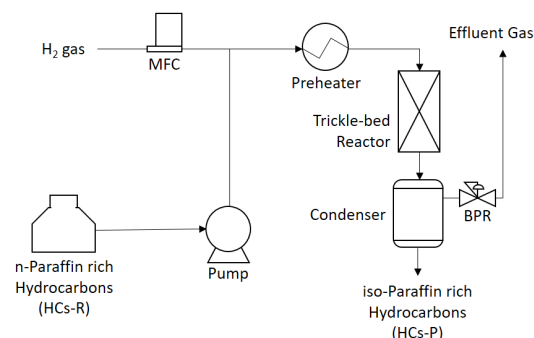 H₂ gas
MFC
Effluent Gas
Preheater
Trickle-bed
Reactor
Condenser
BPR
Pump
n-Paraffin rich
Hydrocarbons
(HCs-R)
iso-Paraffin rich
Hydrocarbons
(HCs-P)